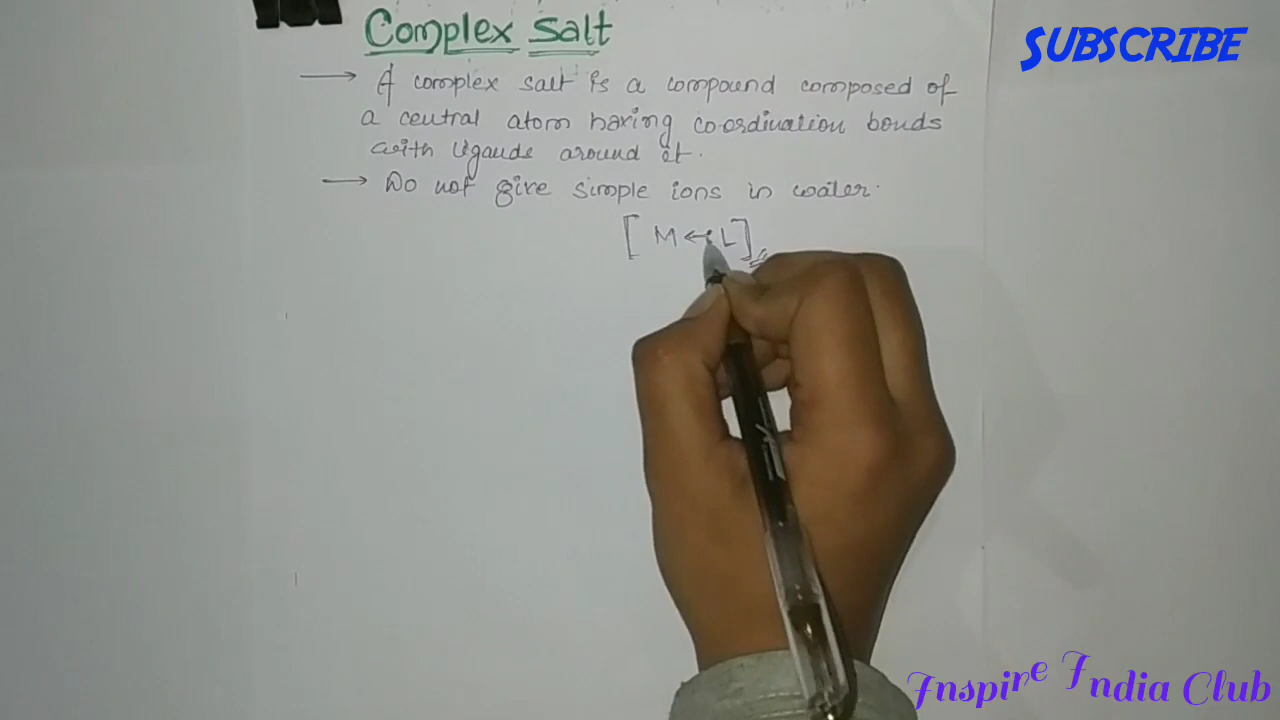 Complex Salt
SUBSCRIBE
→ A complex salt is a compound composed of
a central atom having co-ordination bonds
with ligands around it.
→ Do not give simple ions in water.
[ M ← L ]
Inspire India Club